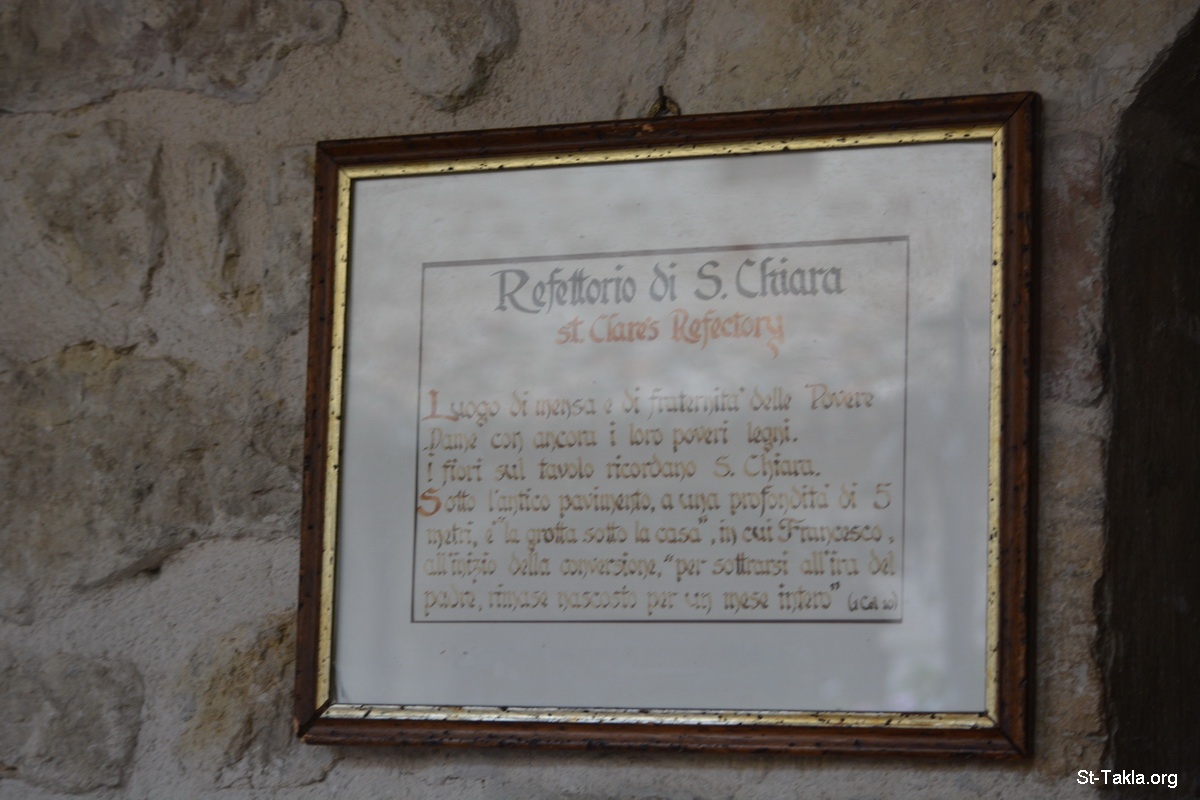 Refettorio di S. Chiara
St. Clare's Refectory
Luogo di mensa e di fraternita' delle Povere
Dame con ancora i loro poveri legni.
i fiori sul tavolo ricordano S. Chiara.
Sotto l'antico pavimento, a una profondità di 5
metri, è "la grotta sotto la casa", in cui Francesco,
all'inizio della conversione, "per sottrarsi all'ira del
padre, rimase nascosto per un mese intero" (1 Cel. 10)
St-Takla.org